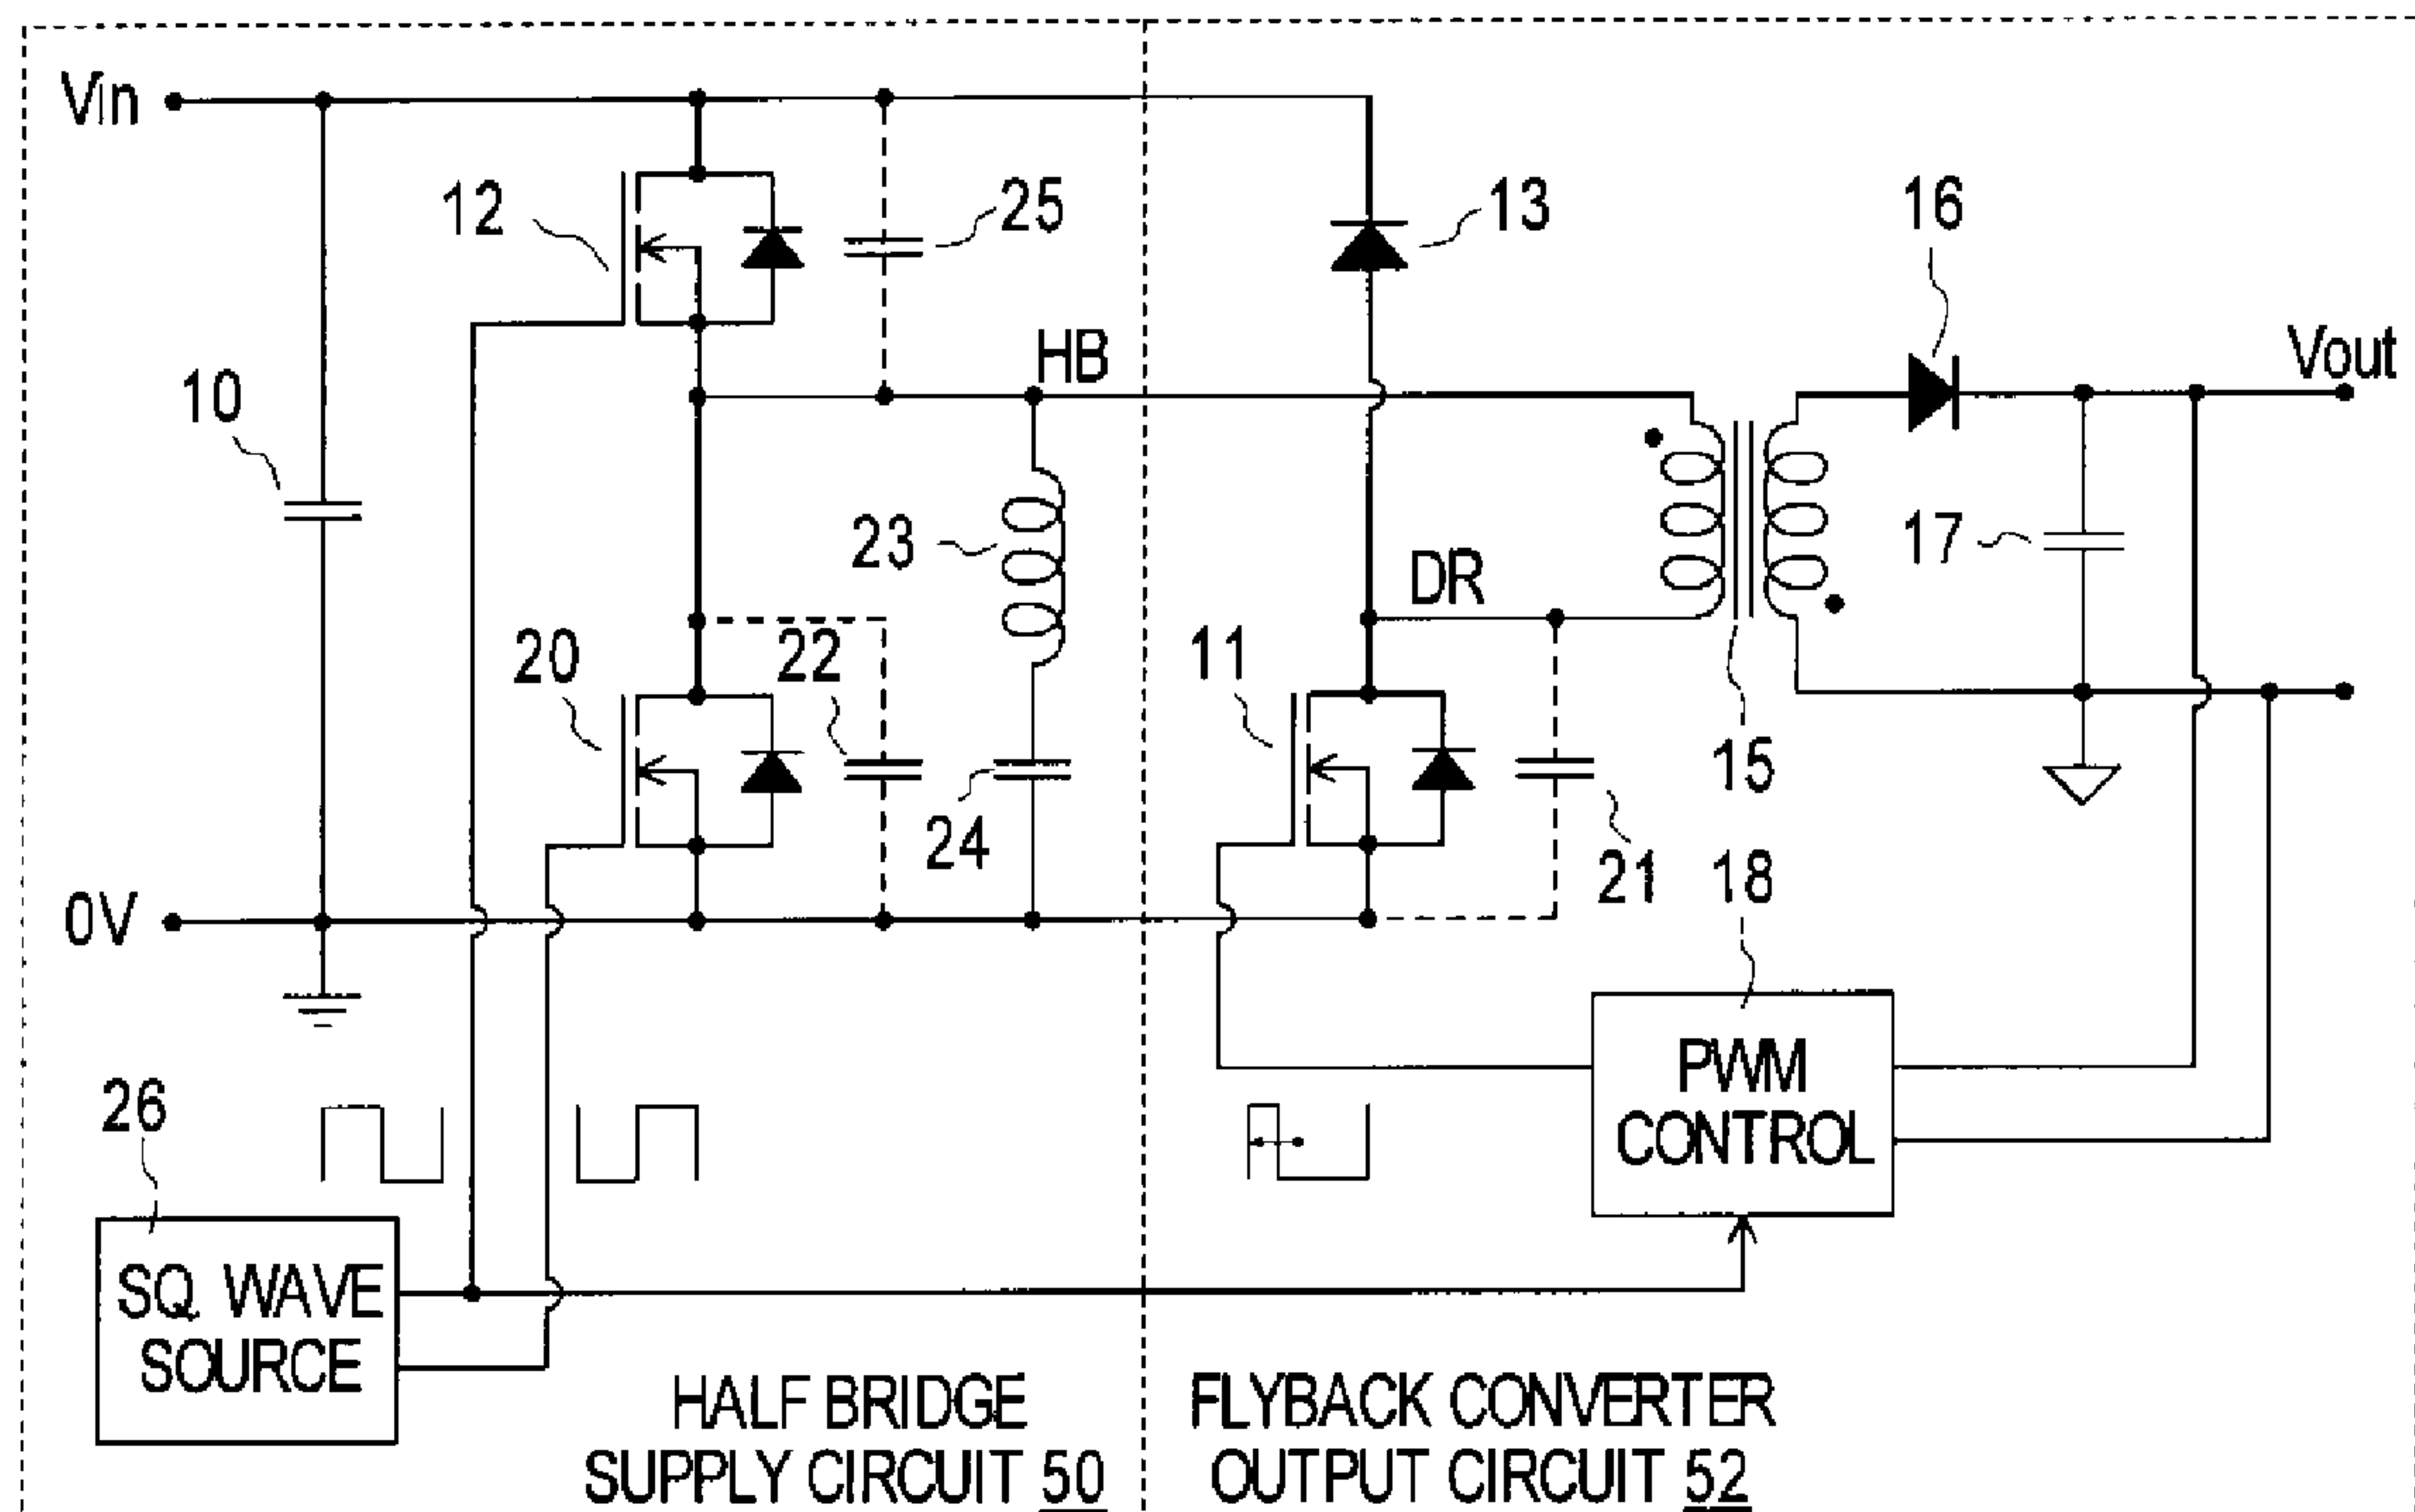 Vin
12
25
13
16
HB
Vout
10
23
DR
17
20
22
11
15
24
21
18
0V
PWM
CONTROL
26
SQ. WAVE
SOURCE
HALF BRIDGE
SUPPLY CIRCUIT 50
FLYBACK CONVERTER
OUTPUT CIRCUIT 52